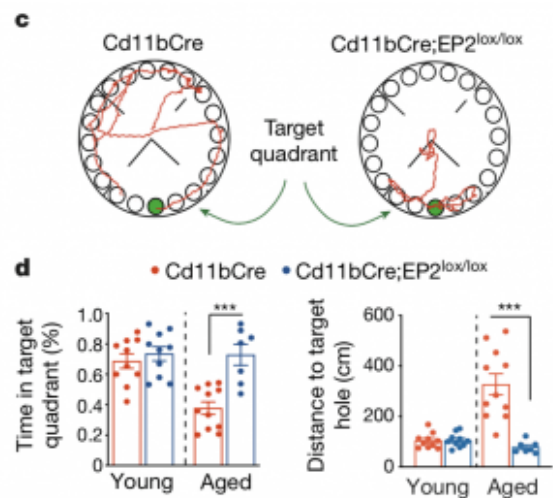 c
Cd11bCre
Cd11bCre;EP2lox/lox
Target
quadrant
d
Cd11bCre
Cd11bCre;EP2lox/lox
Time in target
quadrant (%)
1.0
0.8
0.6
0.4
0.2
0
***
Young
Aged
Distance to target
hole (cm)
600
400
200
0
***
Young
Aged